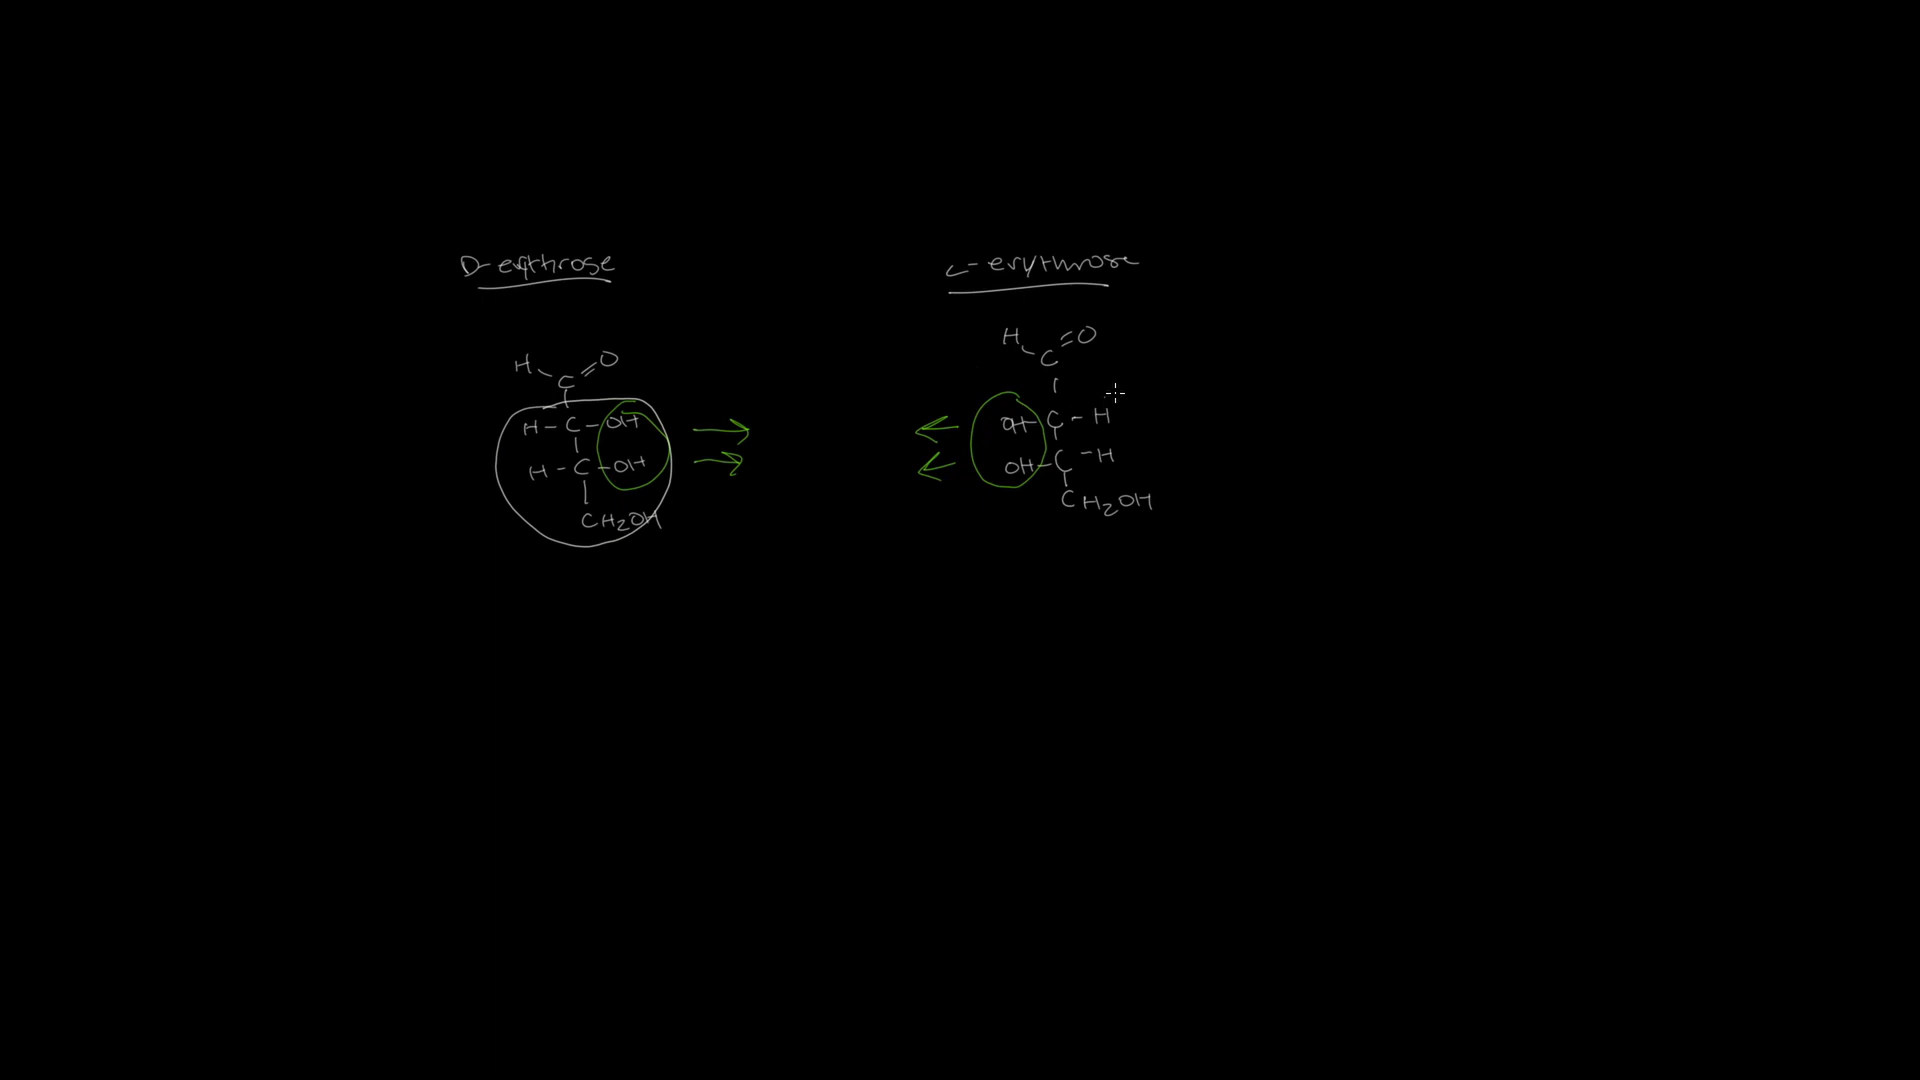 D-erythrose
H C=O
H-C-OH
H-C-OH
CH2OH
L-erythrose
H C=O
OH-C-H
OH-C-H
CH2OH